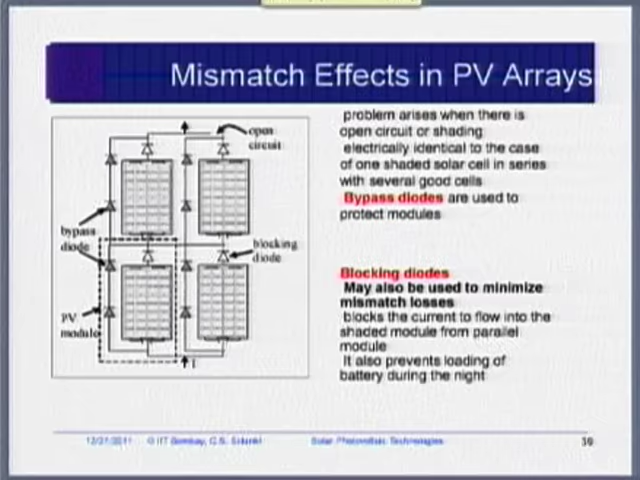 Mismatch Effects in PV Arrays
open
circuit
bypass
diode
blocking
diode
PV
module
I
problem arises when there is
open circuit or shading
electrically identical to the case
of one shaded solar cell in series
with several good cells
Bypass diodes are used to
protect modules
Blocking diodes
May also be used to minimize
mismatch losses
blocks the current to flow into the
shaded module from parallel
module
It also prevents loading of
battery during the night
12/21/2011 © IIT Bombay, C.S. Solanki Solar Photovoltaic Technologies 39